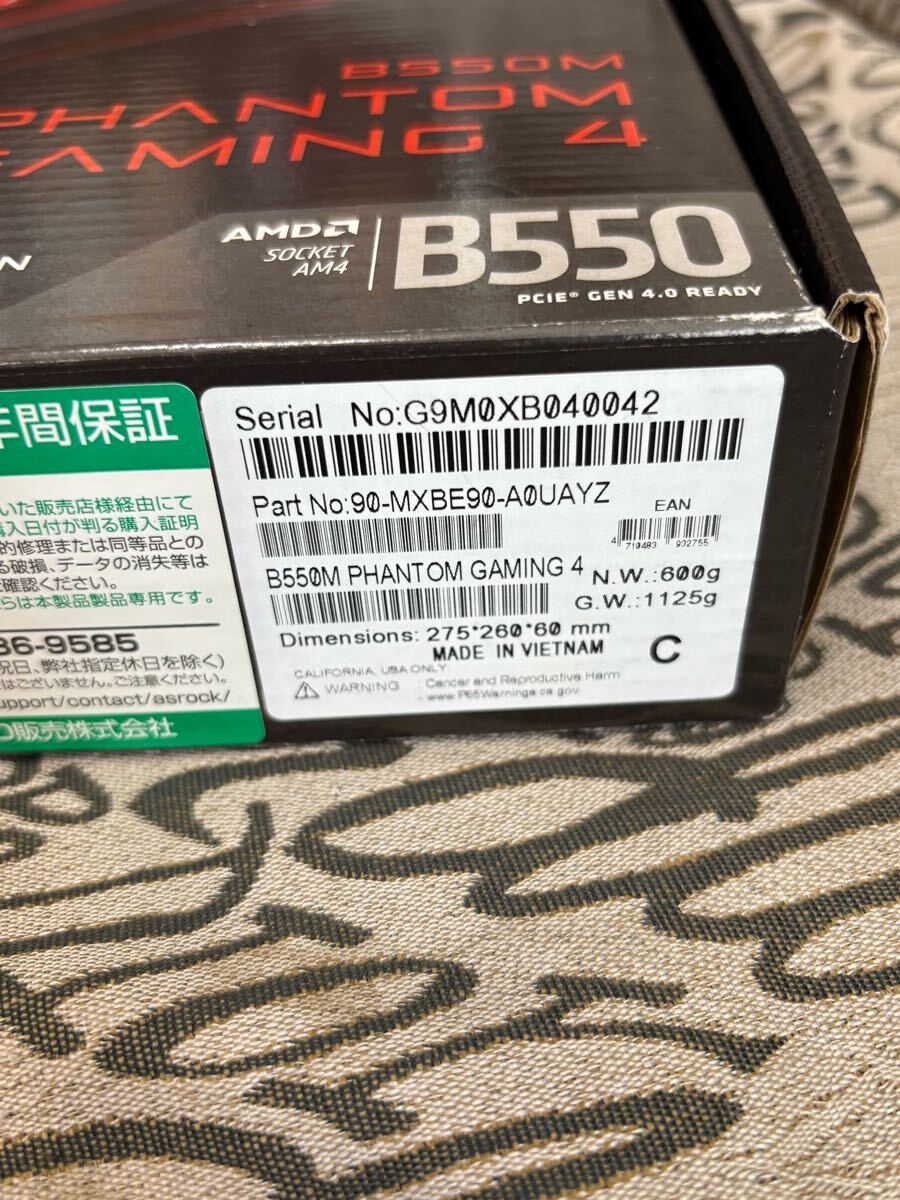 B550M
PHANTOM
GAMING 4
AMD
SOCKET
AM4
B550
PCIE® GEN 4.0 READY
年間保証
いた販売店様経由にて
購入日付が判る購入証明
的修理または同等品との
る破損、データの消失等は
ご確認ください。
らは本製品製品専用です。
86-9585
祝日、弊社指定休日を除く)
はございません。ご注意ください。
upport/contact/asrock/
販売株式会社
Serial No:G9M0XB040042
Part No:90-MXBE90-A0UAYZ
EAN
4 710483 932755
B550M PHANTOM GAMING 4
N.W.:600g
G.W.:1125g
Dimensions: 275*260*60 mm
MADE IN VIETNAM
C
CALIFORNIA, USA ONLY
WARNING : Cancer and Reproductive Harm
- www.P65Warnings.ca.gov